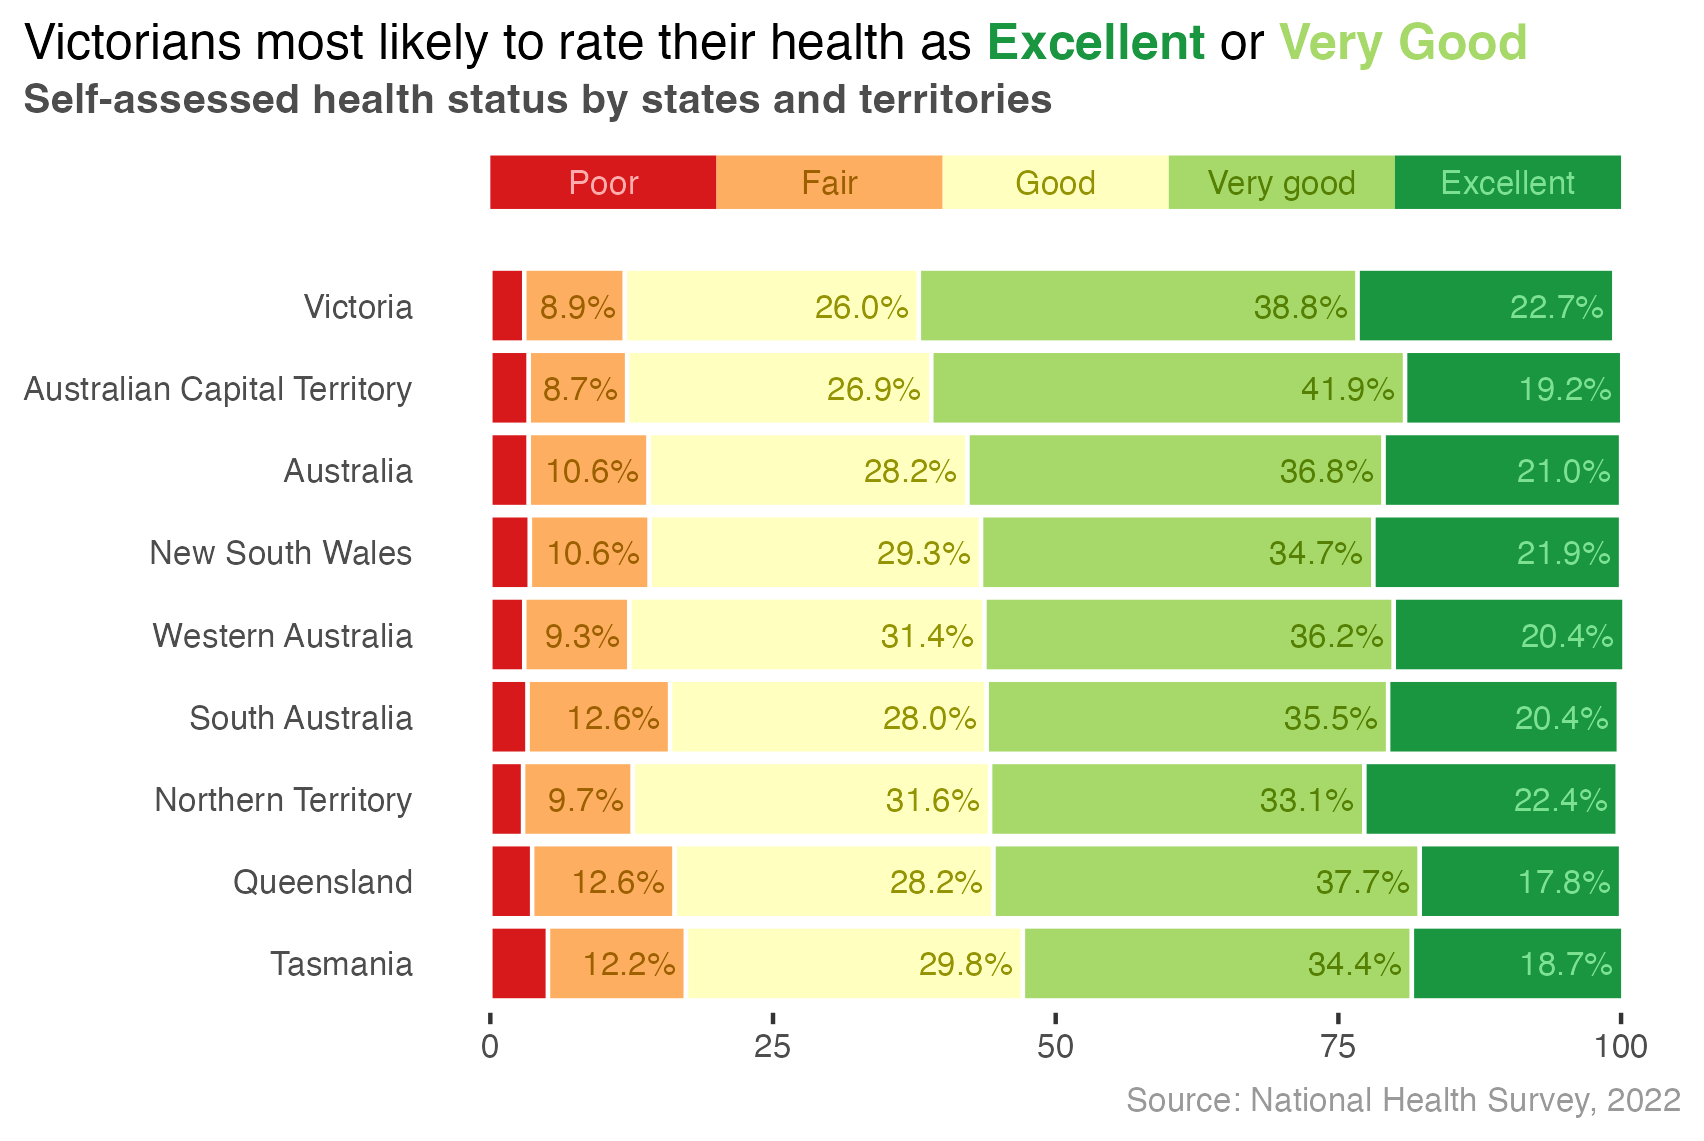 Victorians most likely to rate their health as Excellent or Very Good
Self-assessed health status by states and territories
Poor Fair Good Very good Excellent
Victoria 8.9% 26.0% 38.8% 22.7%
Australian Capital Territory 8.7% 26.9% 41.9% 19.2%
Australia 10.6% 28.2% 36.8% 21.0%
New South Wales 10.6% 29.3% 34.7% 21.9%
Western Australia 9.3% 31.4% 36.2% 20.4%
South Australia 12.6% 28.0% 35.5% 20.4%
Northern Territory 9.7% 31.6% 33.1% 22.4%
Queensland 12.6% 28.2% 37.7% 17.8%
Tasmania 12.2% 29.8% 34.4% 18.7%
0 25 50 75 100
Source: National Health Survey, 2022